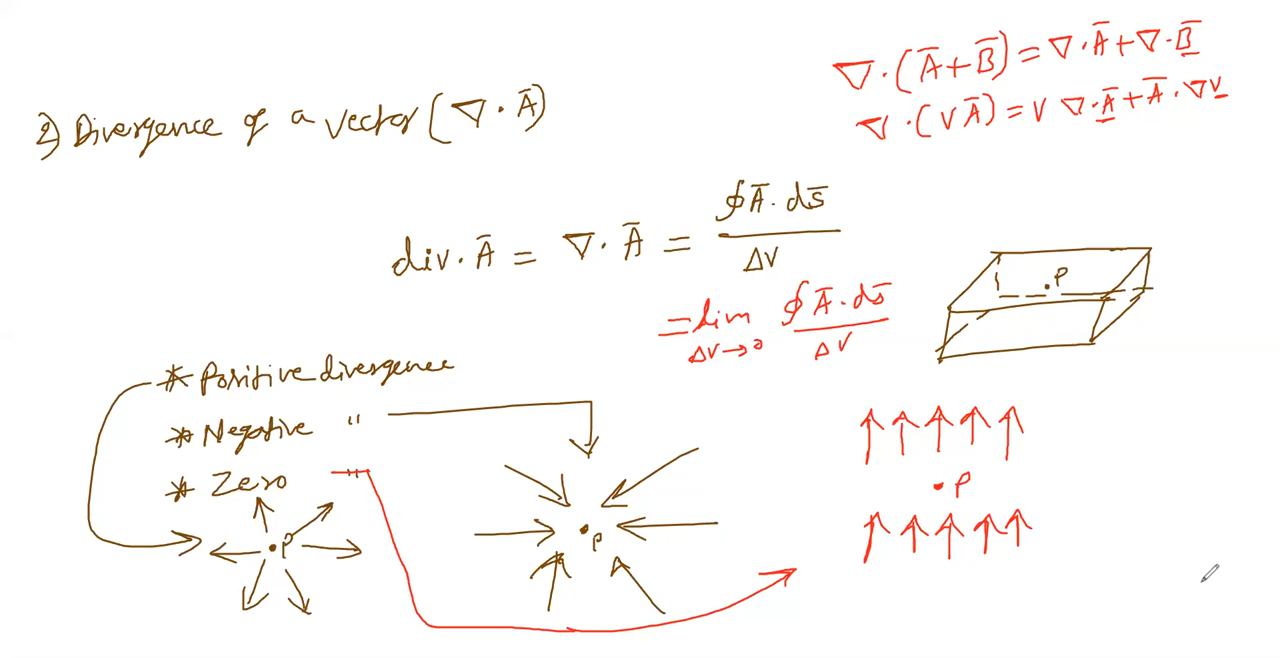 ∇·(A̅+B̅)=∇·A̅+∇·B̅
∇·(VA̅)=V ∇·A̅+A̅·∇V
2) Divergence of a vector (∇·A̅)
div·A̅ = ∇·A̅ = ∮A̅·ds̅ / ΔV
=lim ΔV→0 ∮A̅·ds̅ / ΔV
P
* Positive divergence
* Negative "
* Zero
P
P
P